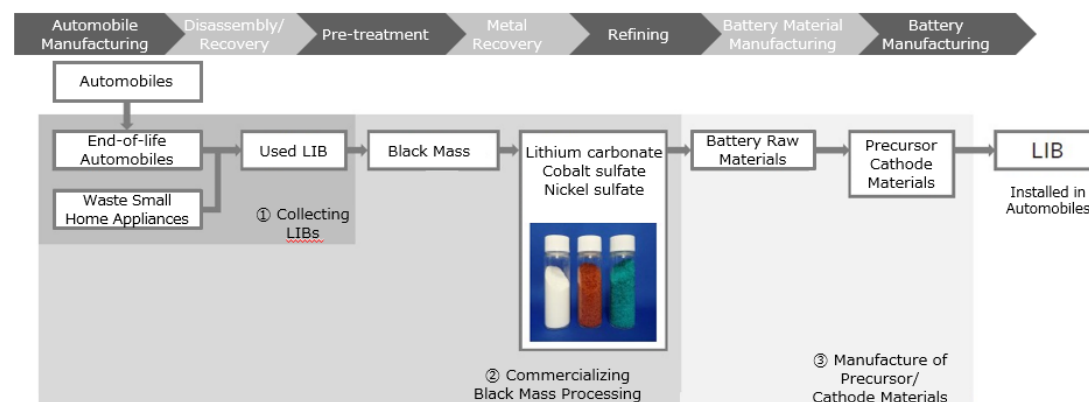 Automobile
Manufacturing
Disassembly/
Recovery
Pre-treatment
Metal
Recovery
Refining
Battery Material
Manufacturing
Battery
Manufacturing
Automobiles
End-of-life
Automobiles
Waste Small
Home Appliances
Used LIB
① Collecting
LIBs
Black Mass
Lithium carbonate
Cobalt sulfate
Nickel sulfate
② Commercializing
Black Mass Processing
Battery Raw
Materials
Precursor
Cathode
Materials
③ Manufacture of
Precursor/
Cathode Materials
LIB
Installed in
Automobiles